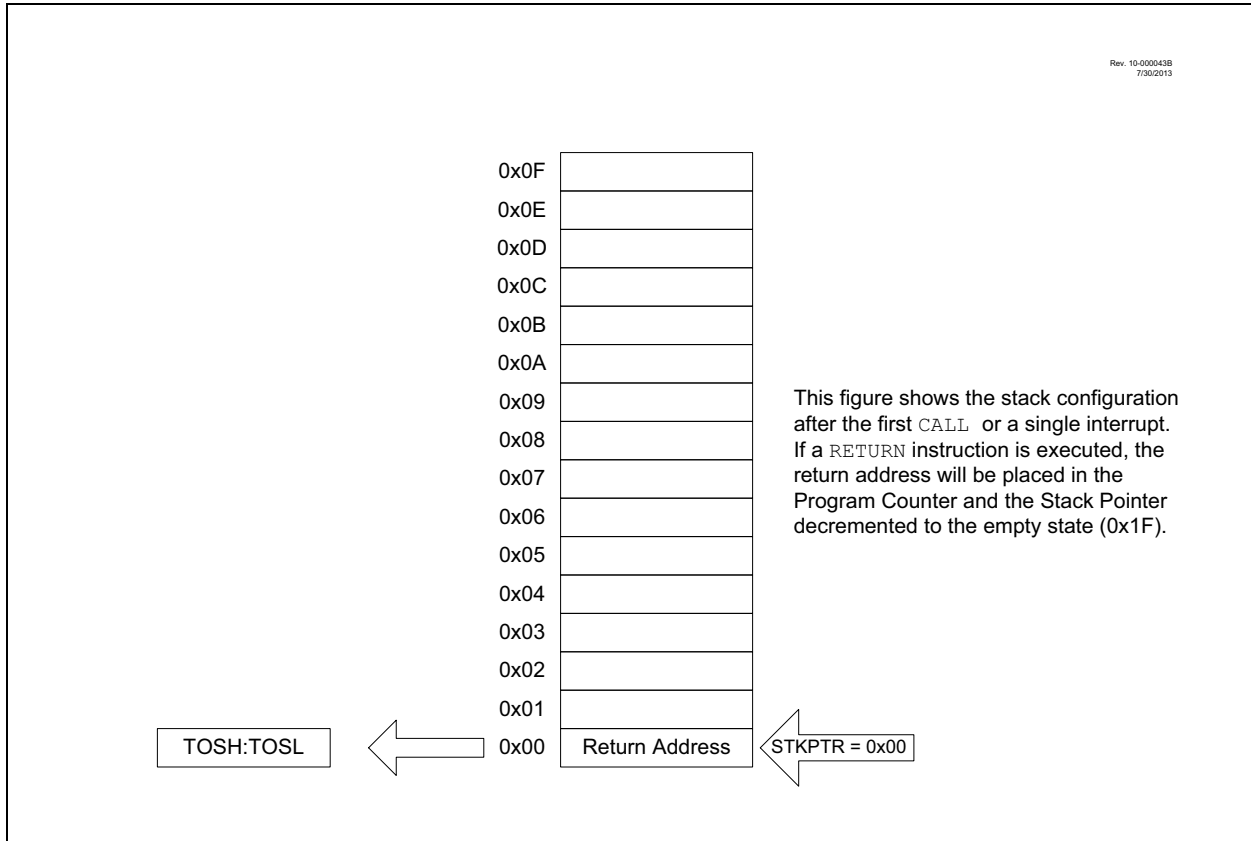 Rev. 10-000043B
7/30/2013
0x0F
0x0E
0x0D
0x0C
0x0B
0x0A
0x09
0x08
0x07
0x06
0x05
0x04
0x03
0x02
0x01
This figure shows the stack configuration
after the first CALL or a single interrupt.
If a RETURN instruction is executed, the
return address will be placed in the
Program Counter and the Stack Pointer
decremented to the empty state (0x1F).
TOSH:TOSL
0x00
Return Address
STKPTR = 0x00